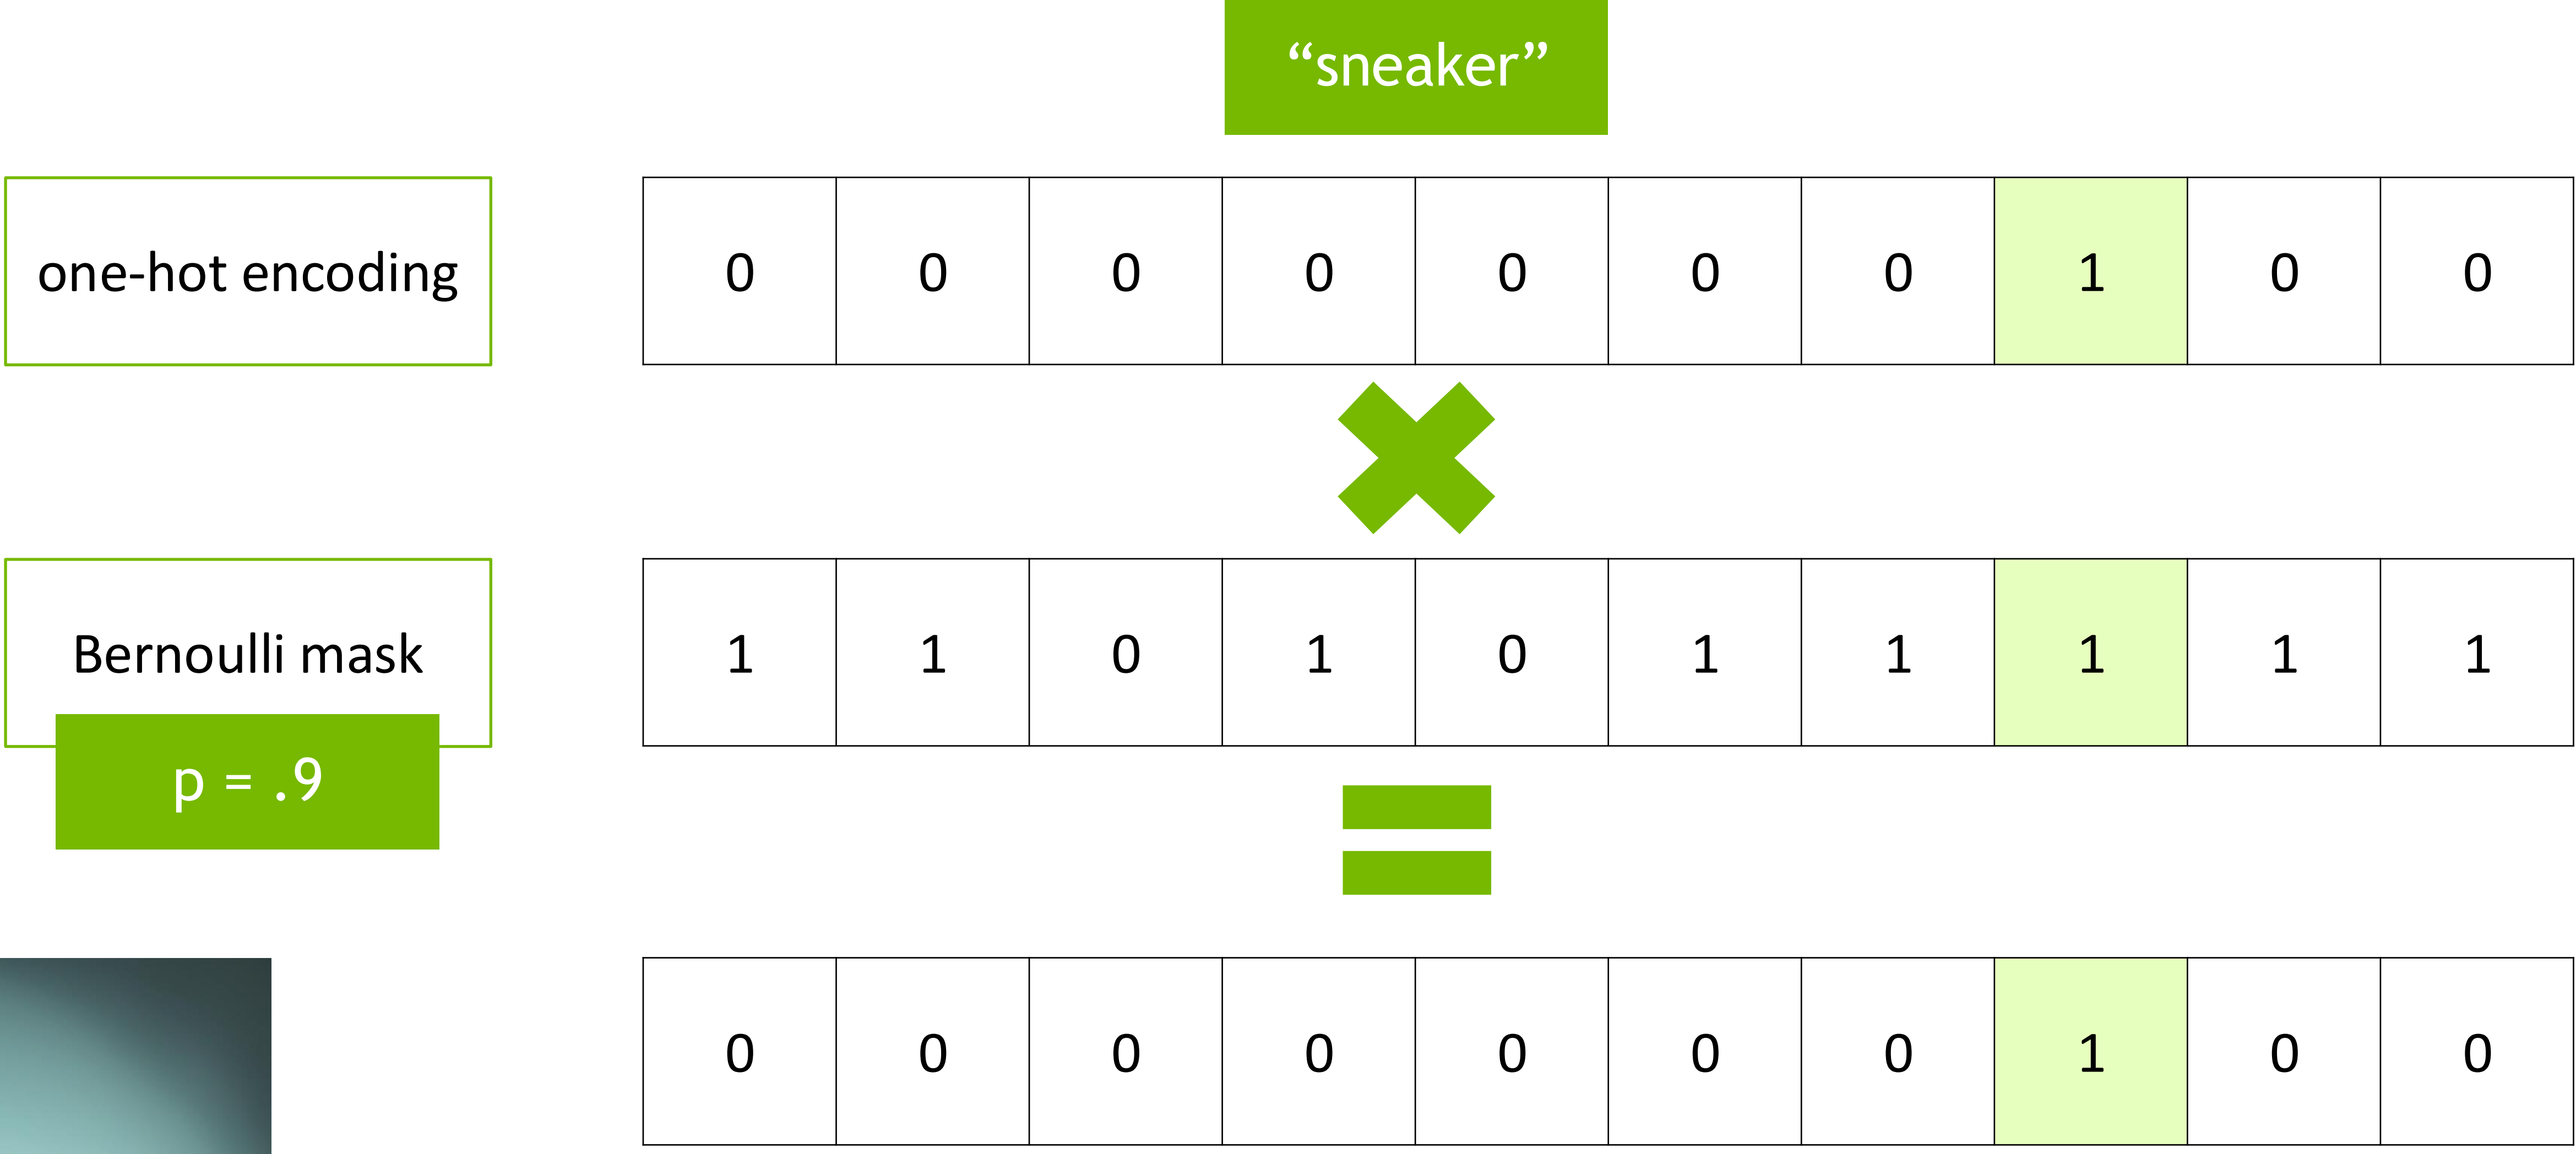 “sneaker”
one-hot encoding 0 0 0 0 0 0 0 1 0 0
Bernoulli mask 1 1 0 1 0 1 1 1 1 1
p = .9
0 0 0 0 0 0 0 1 0 0